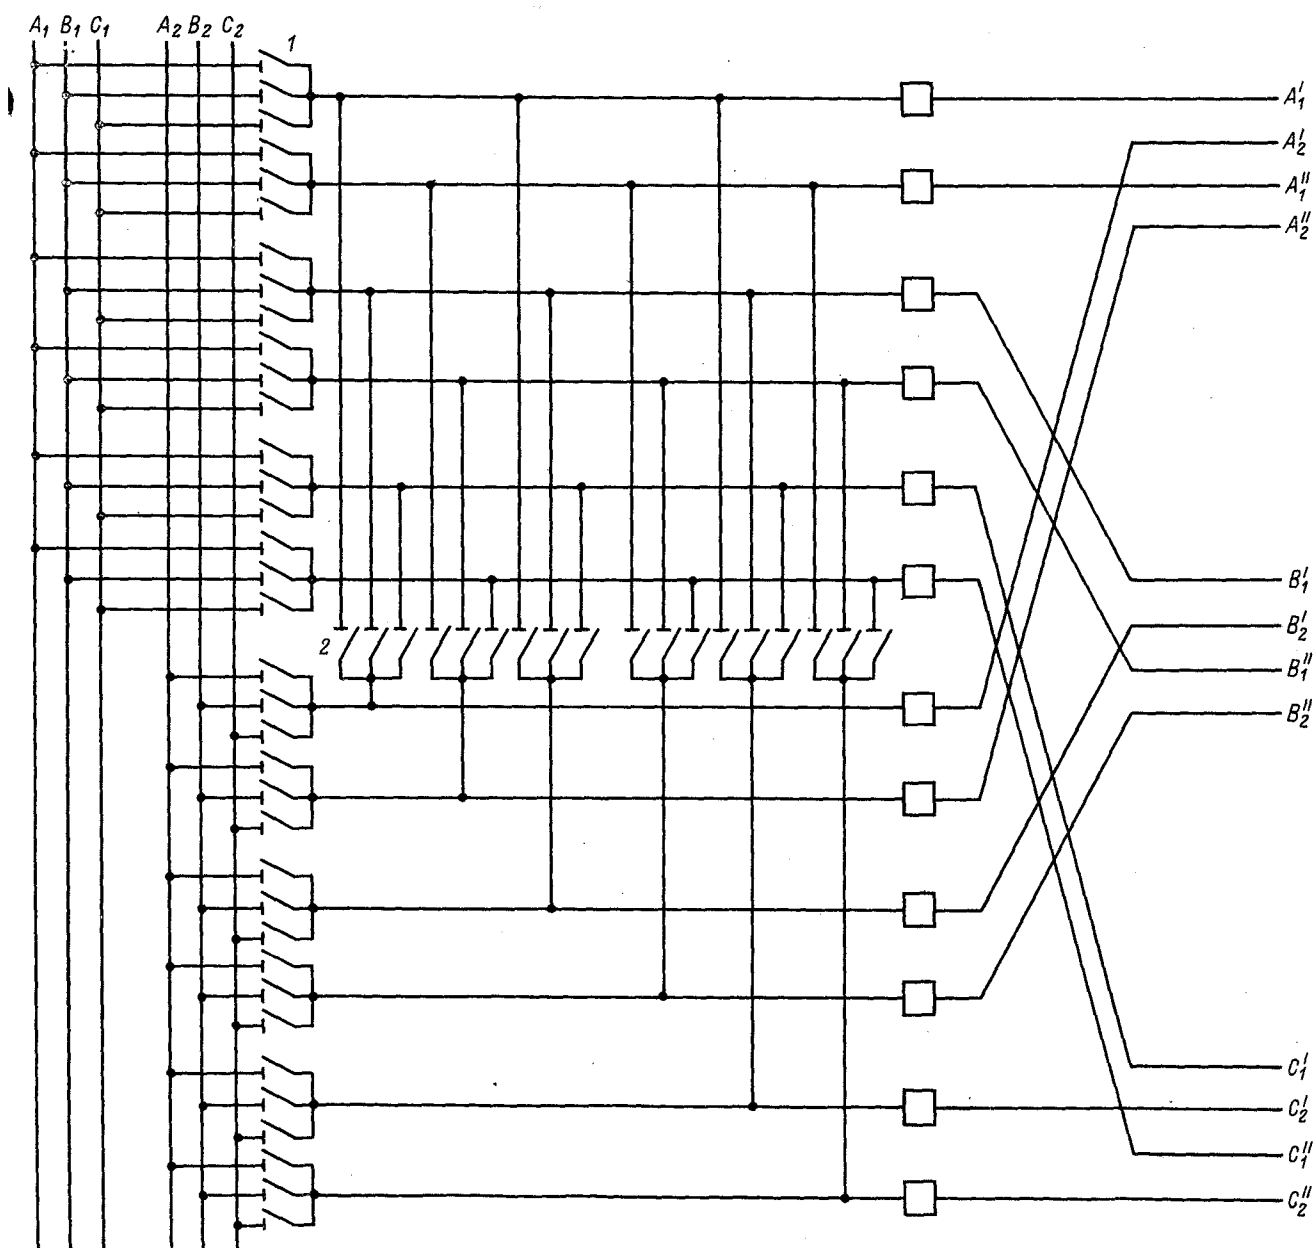 A₁ B₁ C₁ A₂ B₂ C₂
1
A₁'
A₂'
A₁''
A₂''
B₁'
B₂'
2
B₁''
B₂''
C₁'
C₂'
C₁''
C₂''